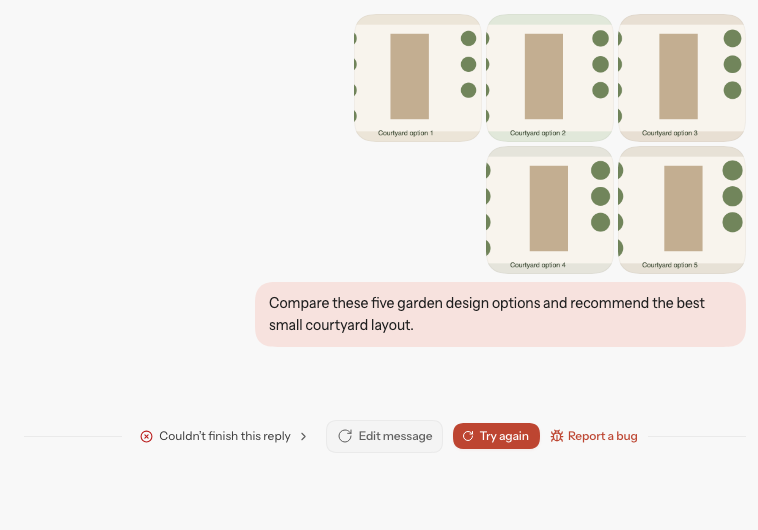 Courtyard option 1
Courtyard option 2
Courtyard option 3
Courtyard option 4
Courtyard option 5
Compare these five garden design options and recommend the best
small courtyard layout.
Couldn't finish this reply
Edit message
Try again
Report a bug